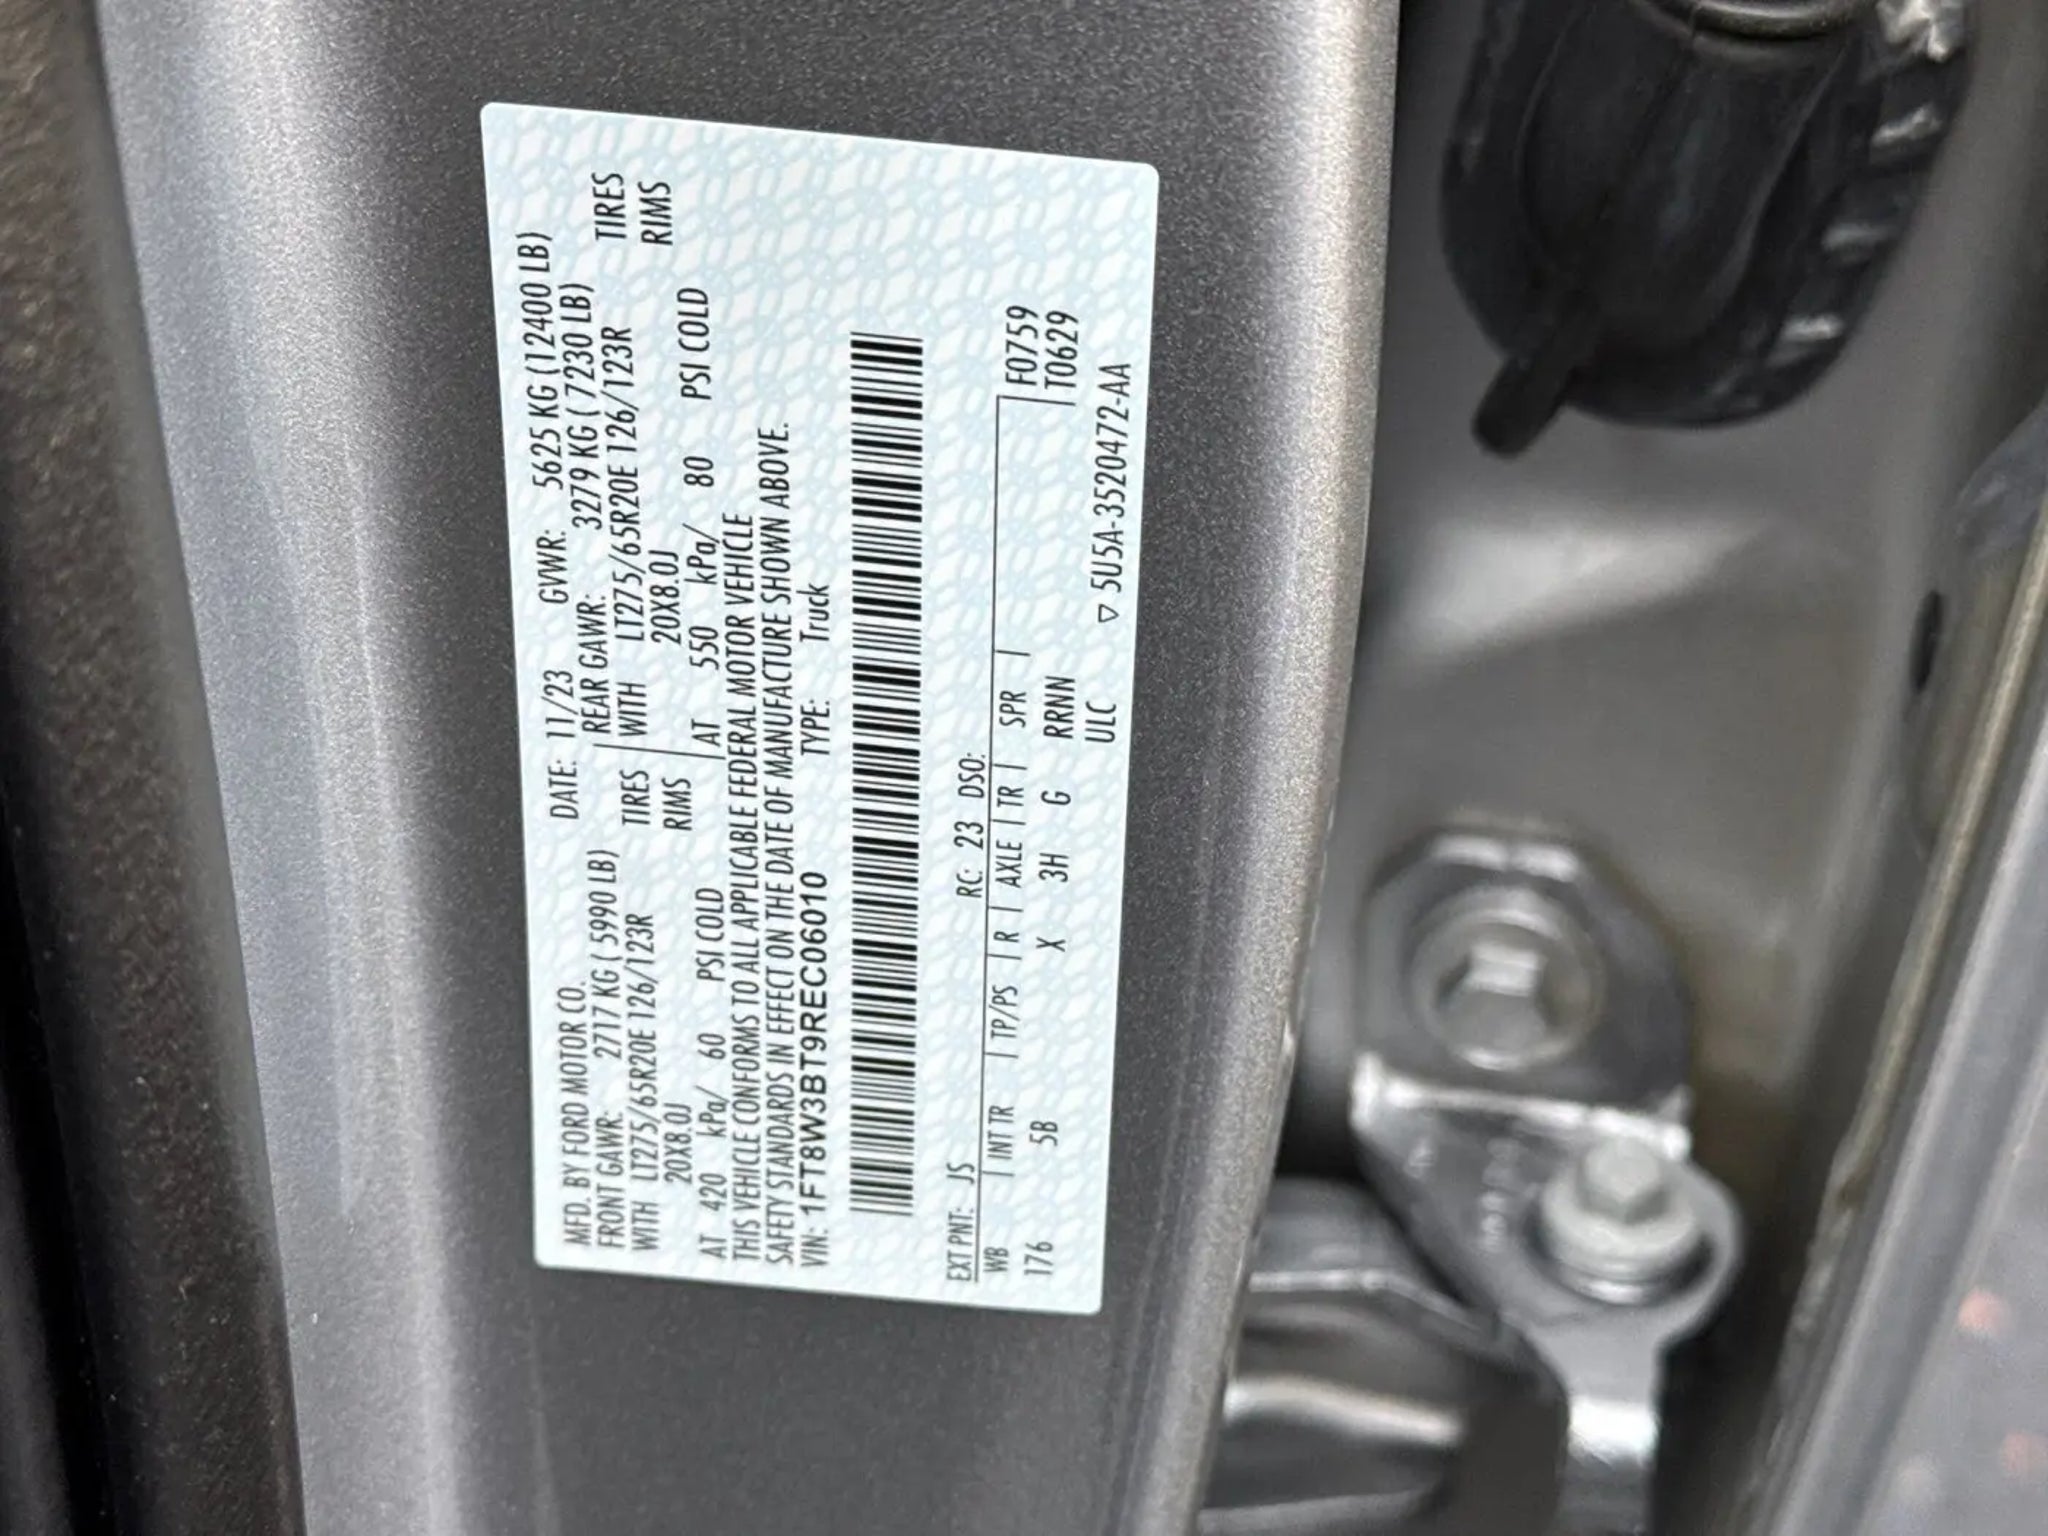 MFD. BY FORD MOTOR CO. DATE: 11/23 GVWR: 5625 KG (12400 LB)
FRONT GAWR: 2717 KG ( 5990 LB) REAR GAWR: 3279 KG ( 7230 LB)
WITH LT275/65R20E 126/123R TIRES WITH LT275/65R20E 126/123R TIRES
20X8.0J RIMS 20X8.0J RIMS
AT 420 kPa/ 60 PSI COLD AT 550 kPa/ 80 PSI COLD
THIS VEHICLE CONFORMS TO ALL APPLICABLE FEDERAL MOTOR VEHICLE
SAFETY STANDARDS IN EFFECT ON THE DATE OF MANUFACTURE SHOWN ABOVE.
VIN: 1FT8W3BT9REC06010 TYPE: Truck
EXT PNT: JS RC: 23 DSO:
WB INT TR TP/PS R AXLE TR SPR F0759
176 5B X 3H G RRNN T0629
ULC ▽ 5U5A-3520472-AA